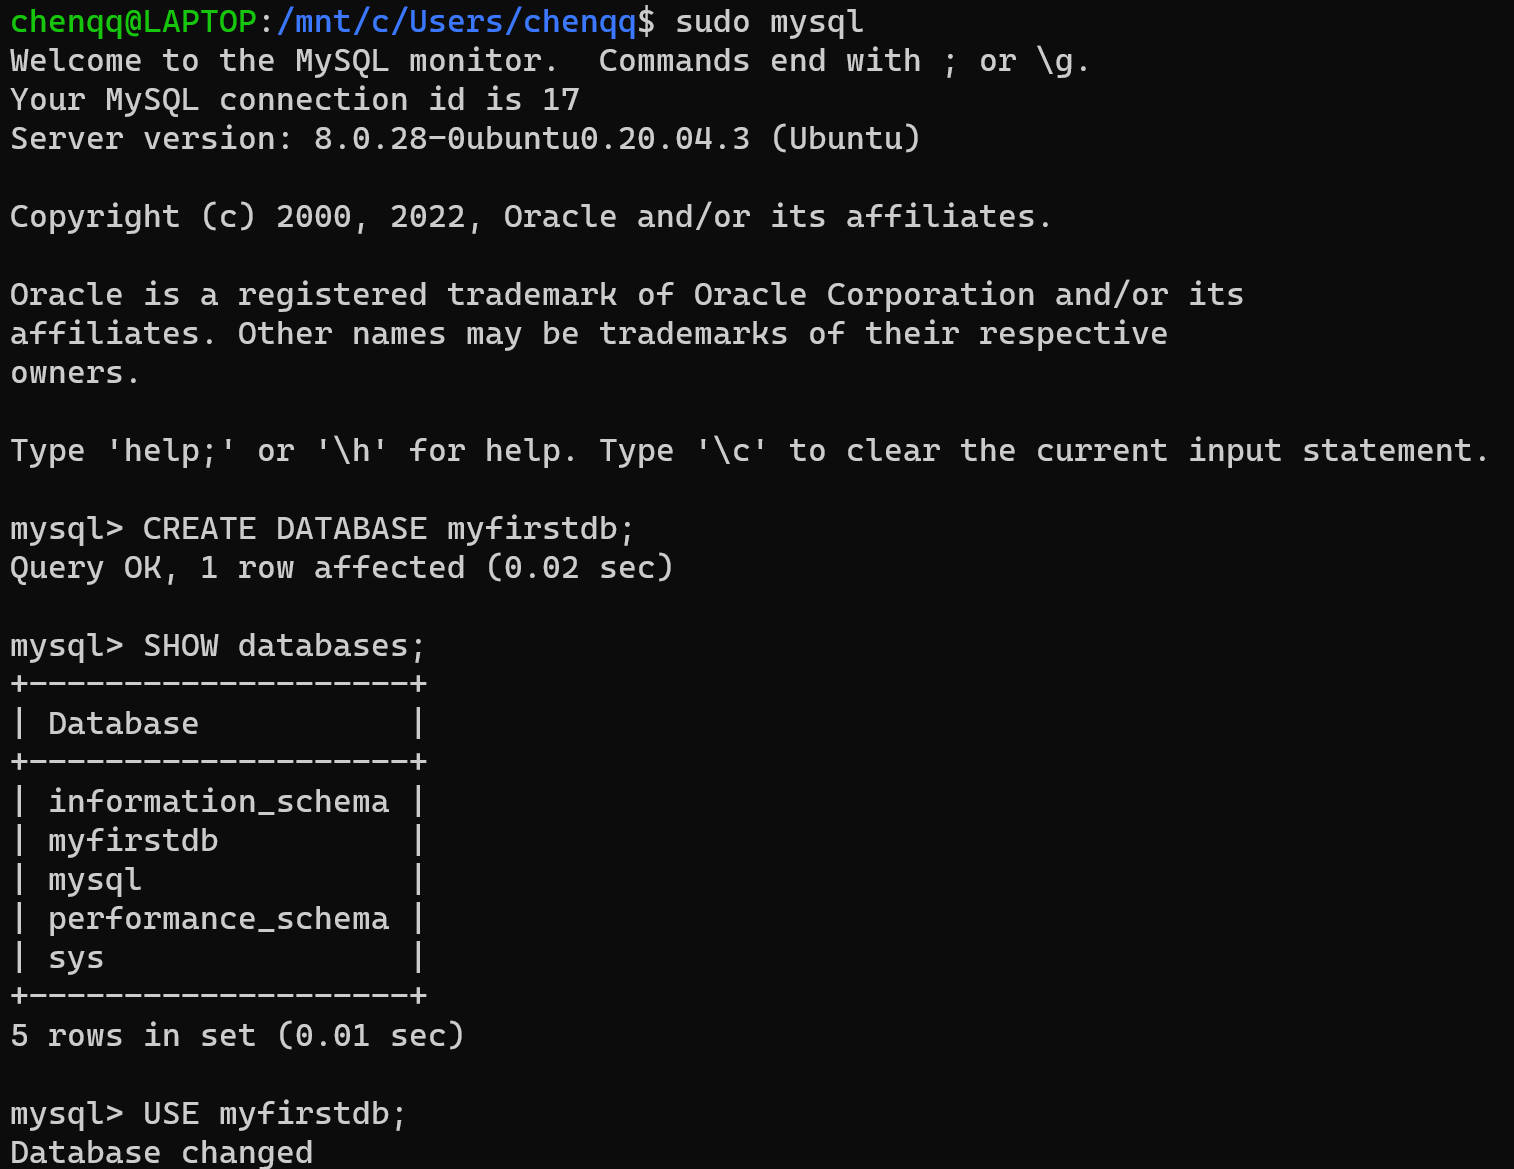 chenqq@LAPTOP:/mnt/c/Users/chenqq$ sudo mysql
Welcome to the MySQL monitor.  Commands end with ; or \g.
Your MySQL connection id is 17
Server version: 8.0.28-0ubuntu0.20.04.3 (Ubuntu)

Copyright (c) 2000, 2022, Oracle and/or its affiliates.

Oracle is a registered trademark of Oracle Corporation and/or its
affiliates. Other names may be trademarks of their respective
owners.

Type 'help;' or '\h' for help. Type '\c' to clear the current input statement.

mysql> CREATE DATABASE myfirstdb;
Query OK, 1 row affected (0.02 sec)

mysql> SHOW databases;
+--------------------+
| Database           |
+--------------------+
| information_schema |
| myfirstdb          |
| mysql              |
| performance_schema |
| sys                |
+--------------------+
5 rows in set (0.01 sec)

mysql> USE myfirstdb;
Database changed